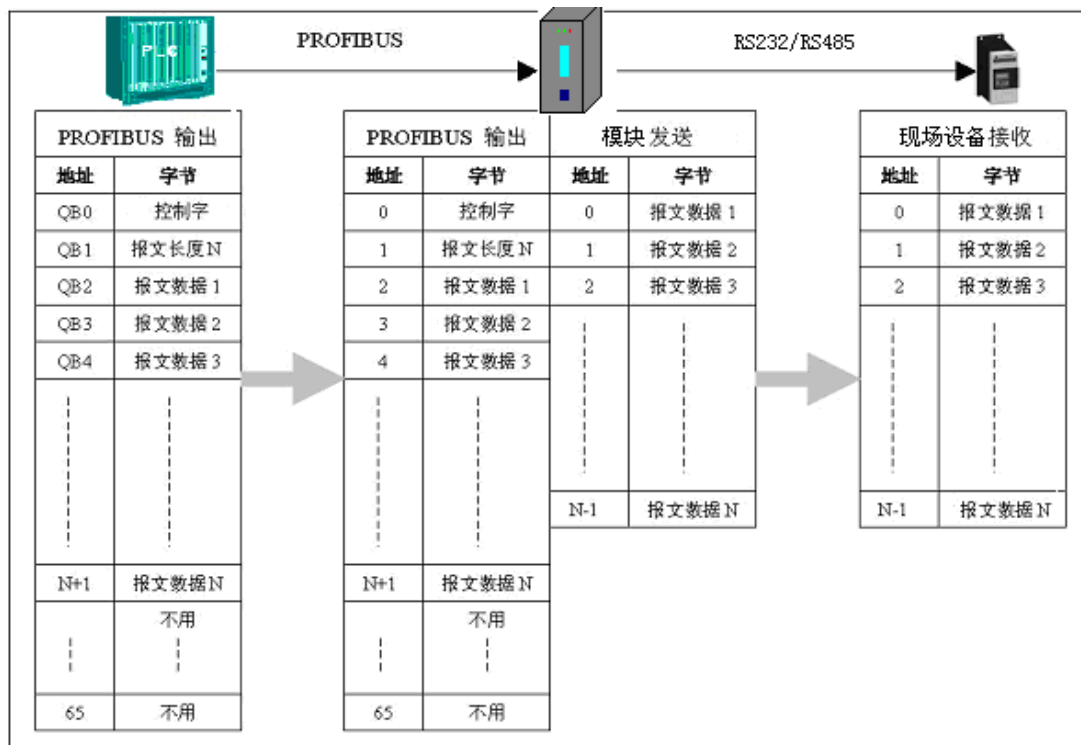 PLC
PROFIBUS
RS232/RS485
PROFIBUS 输出
地址 字节
QB0 控制字
QB1 报文长度N
QB2 报文数据1
QB3 报文数据2
QB4 报文数据3
N+1 报文数据N
不用
65 不用
PROFIBUS 输出
地址 字节
0 控制字
1 报文长度N
2 报文数据1
3 报文数据2
4 报文数据3
N+1 报文数据N
不用
65 不用
模块发送
地址 字节
0 报文数据1
1 报文数据2
2 报文数据3
N-1 报文数据N
现场设备接收
地址 字节
0 报文数据1
1 报文数据2
2 报文数据3
N-1 报文数据N